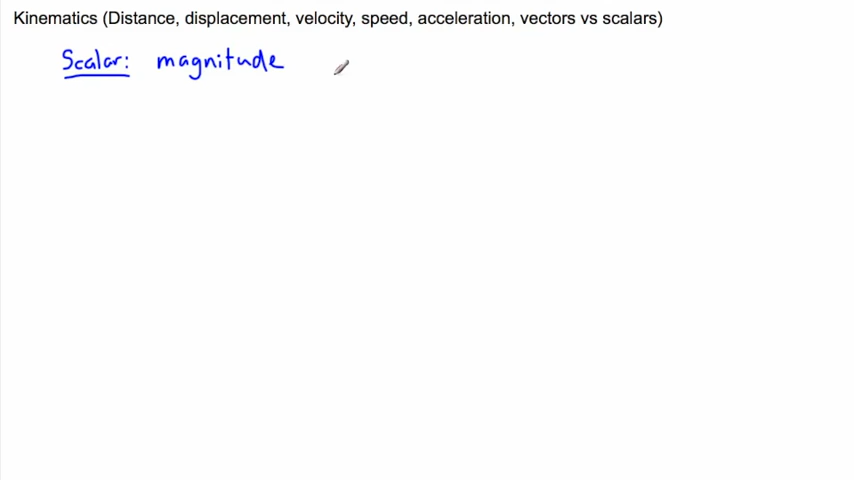 Kinematics (Distance, displacement, velocity, speed, acceleration, vectors vs scalars)
Scalar: magnitude